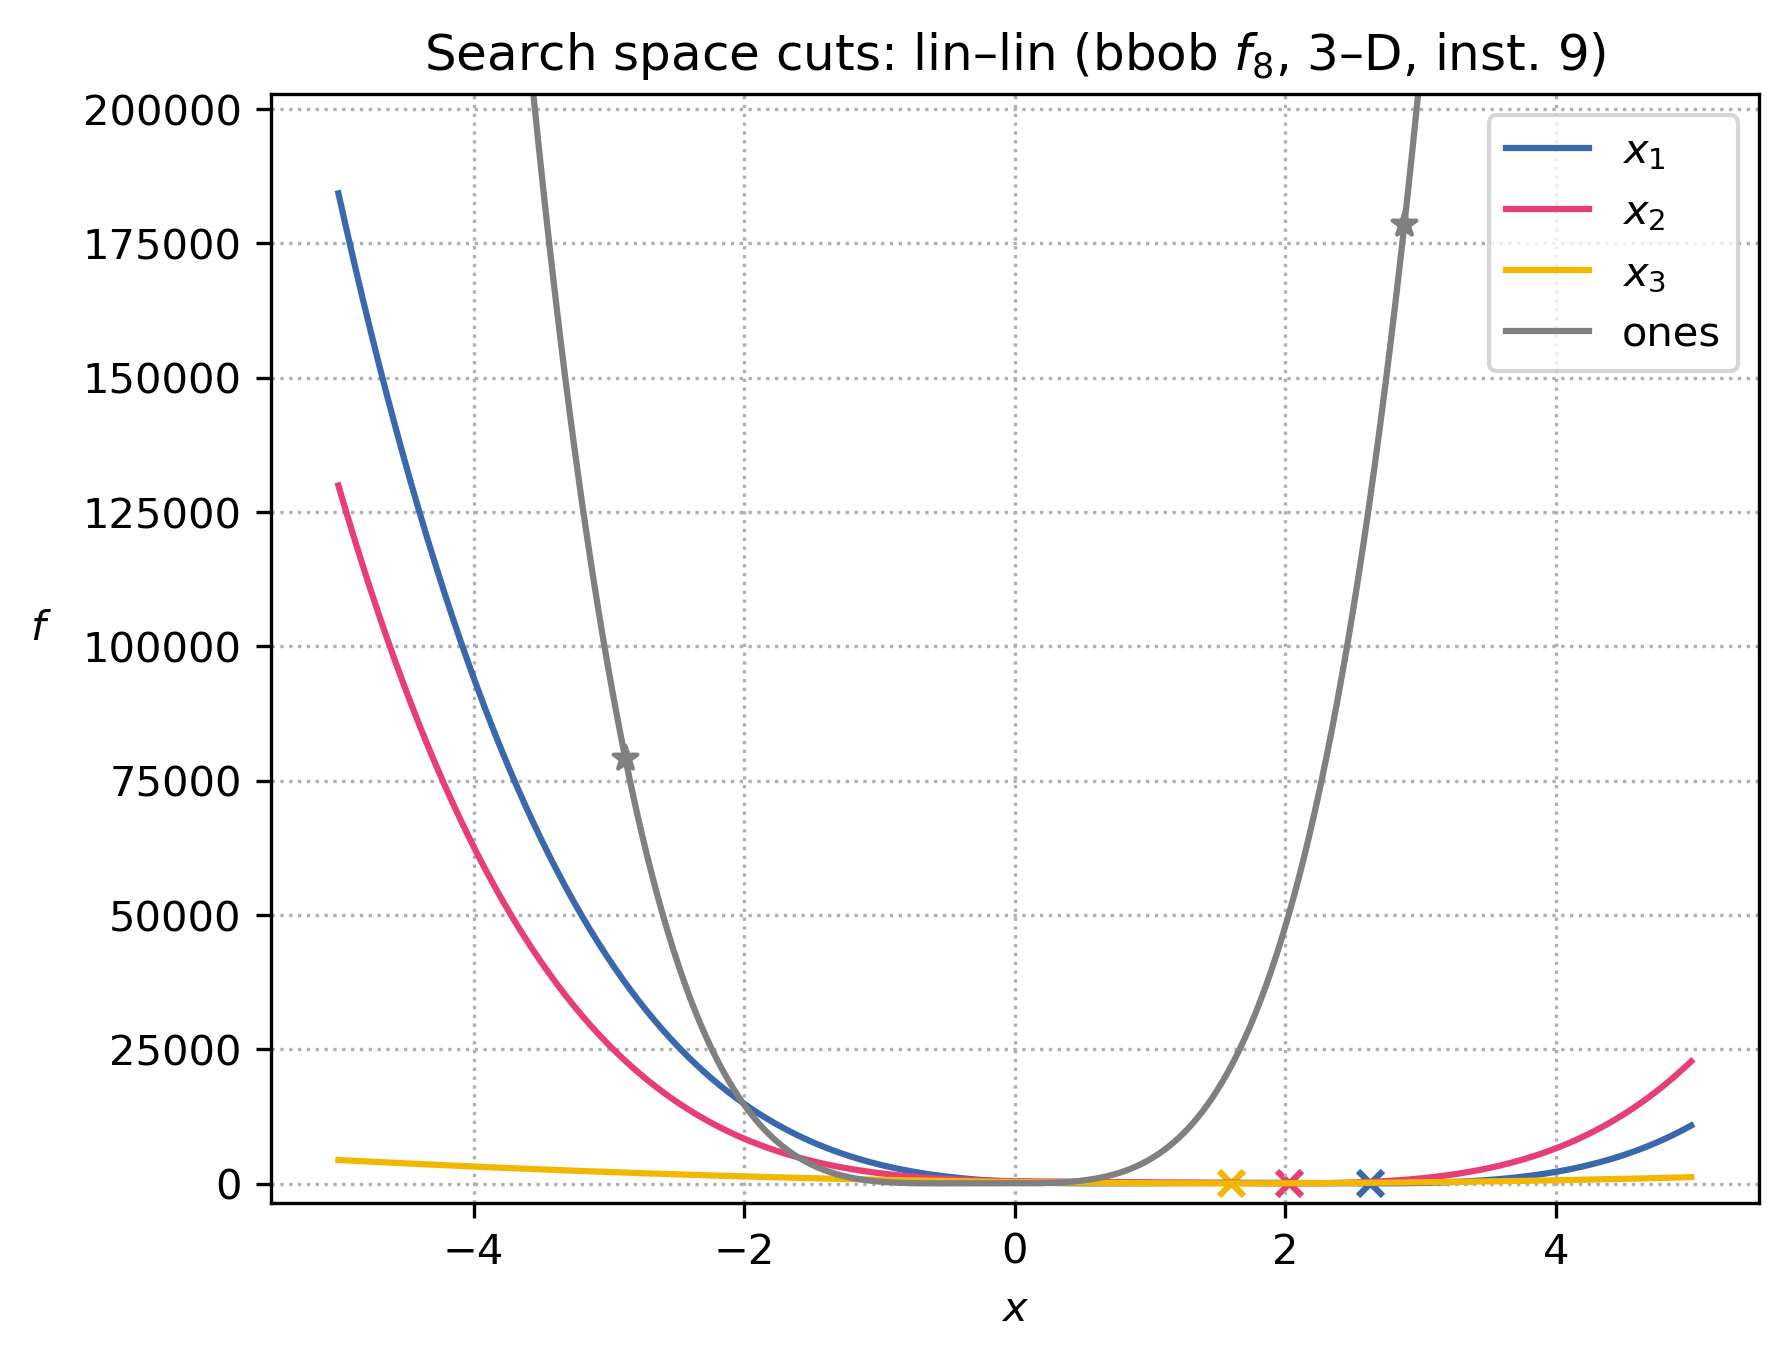 Search space cuts: lin–lin (bbob f₈, 3–D, inst. 9)
200000
175000
150000
125000
100000
75000
50000
25000
0
f
x₁
x₂
x₃
ones
−4 −2 0 2 4
x